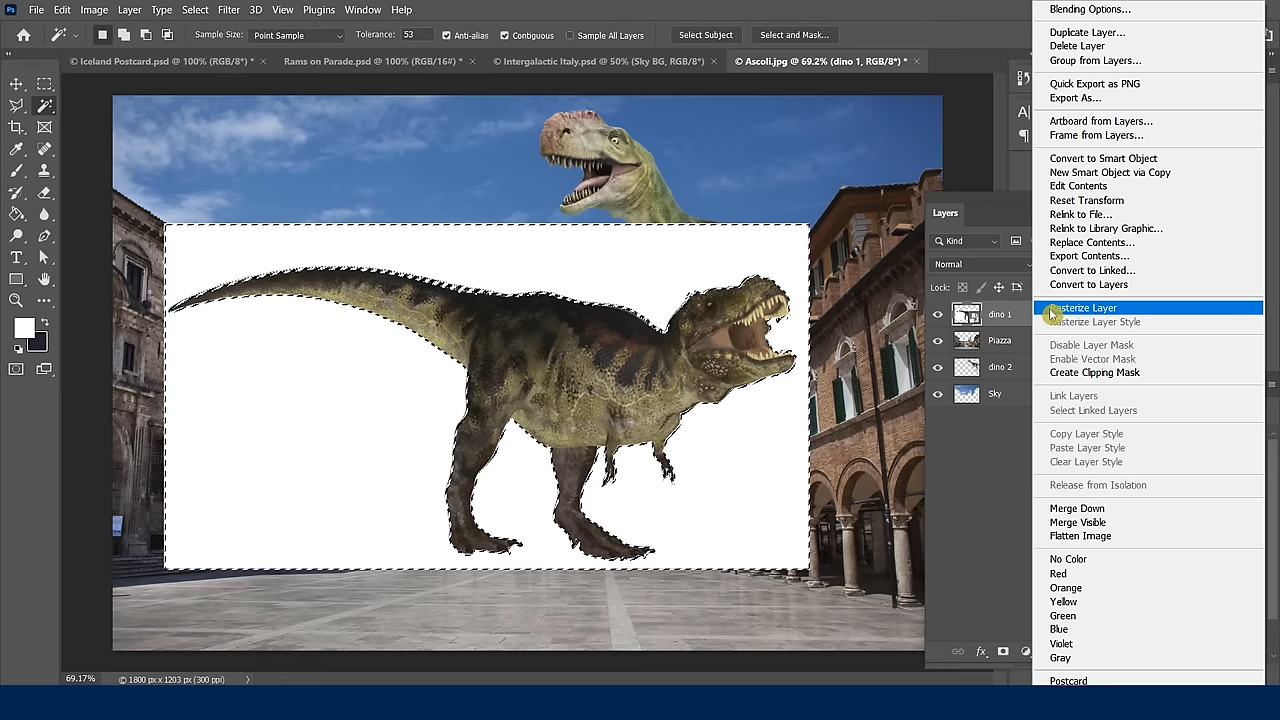 Ps File Edit Image Layer Type Select Filter 3D View Plugins Window Help
Sample Size: Point Sample Tolerance: 53 Anti-alias Contiguous Sample All Layers Select Subject Select and Mask...
© Iceland Postcard.psd @ 100% (RGB/8*) * × Rams on Parade.psd @ 100% (RGB/16*) * × © Intergalactic Italy.psd @ 50% (Sky BG, RGB/8*) × © Ascoli.jpg @ 69.2% (dino 1, RGB/8*) * ×
Layers
Kind
Normal
Lock:
dino 1
Piazza
dino 2
Sky
fx
Blending Options...
Duplicate Layer...
Delete Layer
Group from Layers...
Quick Export as PNG
Export As...
Artboard from Layers...
Frame from Layers...
Convert to Smart Object
New Smart Object via Copy
Edit Contents
Reset Transform
Relink to File...
Relink to Library Graphic...
Replace Contents...
Export Contents...
Convert to Linked...
Convert to Layers
Rasterize Layer
Rasterize Layer Style
Disable Layer Mask
Enable Vector Mask
Create Clipping Mask
Link Layers
Select Linked Layers
Copy Layer Style
Paste Layer Style
Clear Layer Style
Release from Isolation
Merge Down
Merge Visible
Flatten Image
No Color
Red
Orange
Yellow
Green
Blue
Violet
Gray
Postcard
69.17% © 1800 px x 1203 px (300 ppi)